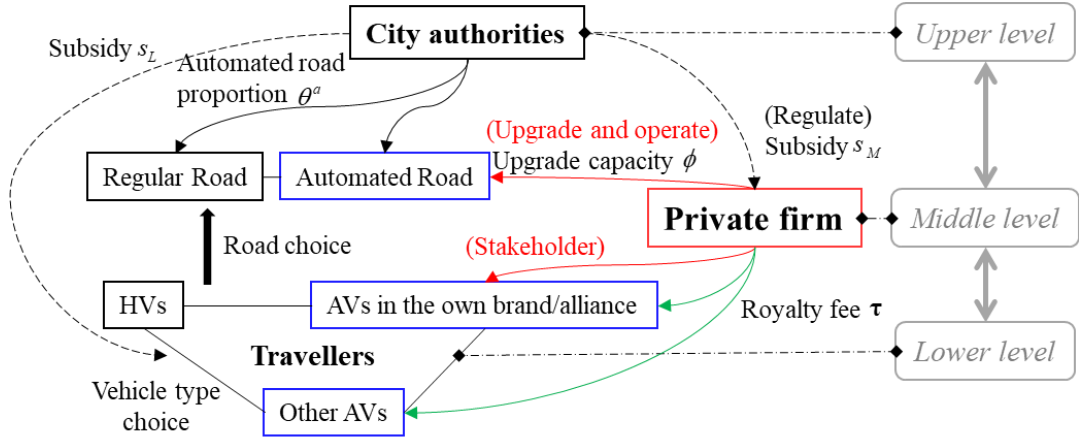 City authorities
Upper level
Subsidy s_L
Automated road
proportion θ^a
(Regulate)
Subsidy s_M
(Upgrade and operate)
Upgrade capacity ϕ
Regular Road
Automated Road
Private firm
Middle level
Road choice
(Stakeholder)
HVs
AVs in the own brand/alliance
Royalty fee τ
Travellers
Lower level
Vehicle type
choice
Other AVs